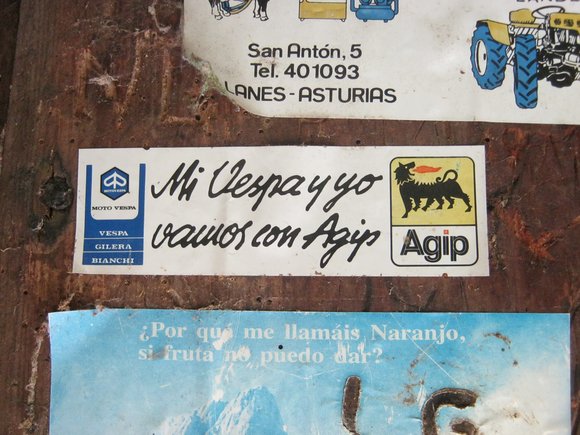 San Antón, 5
Tel. 401093
LANES - ASTURIAS
MOTO VESPA
VESPA
GILERA
BIANCHI
Mi Vespa y yo
vamos con Agip
Agip
¿Por qué me llamáis Naranjo,
si fruta no puedo dar?